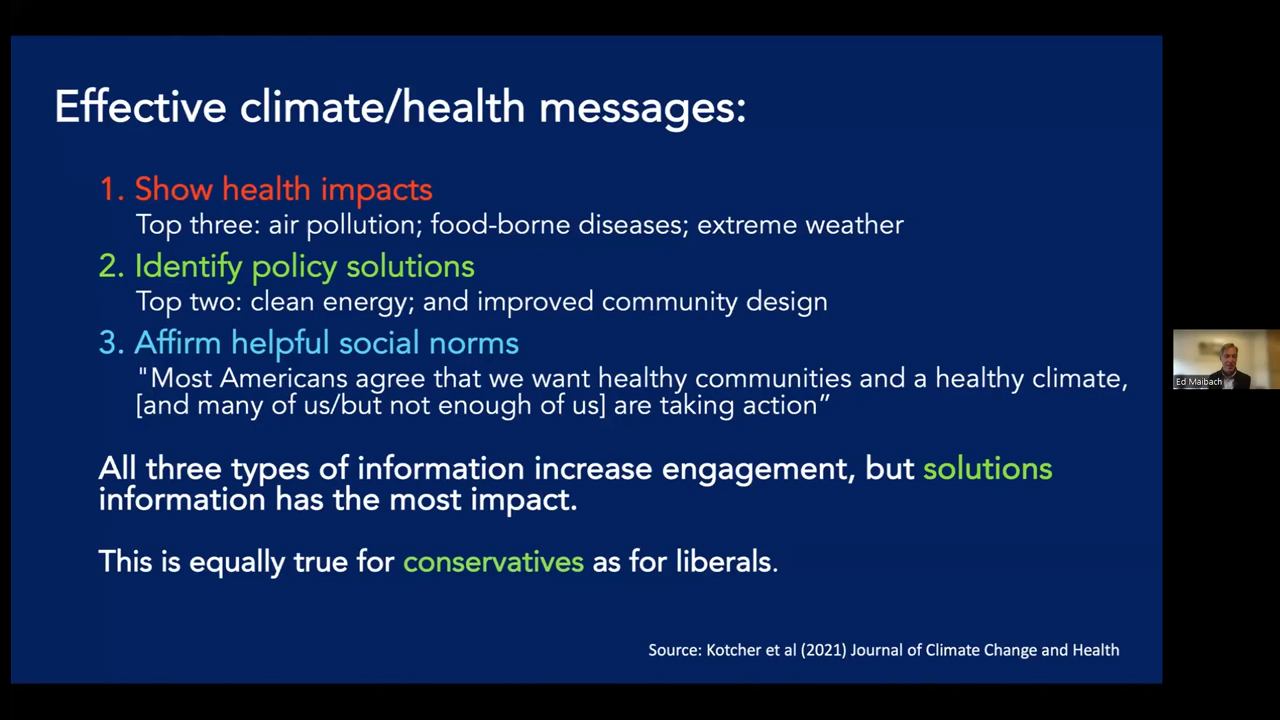 Effective climate/health messages:
1. Show health impacts
Top three: air pollution; food-borne diseases; extreme weather
2. Identify policy solutions
Top two: clean energy; and improved community design
3. Affirm helpful social norms
"Most Americans agree that we want healthy communities and a healthy climate,
[and many of us/but not enough of us] are taking action”
All three types of information increase engagement, but solutions
information has the most impact.
This is equally true for conservatives as for liberals.
Source: Kotcher et al (2021) Journal of Climate Change and Health
Ed Maibach